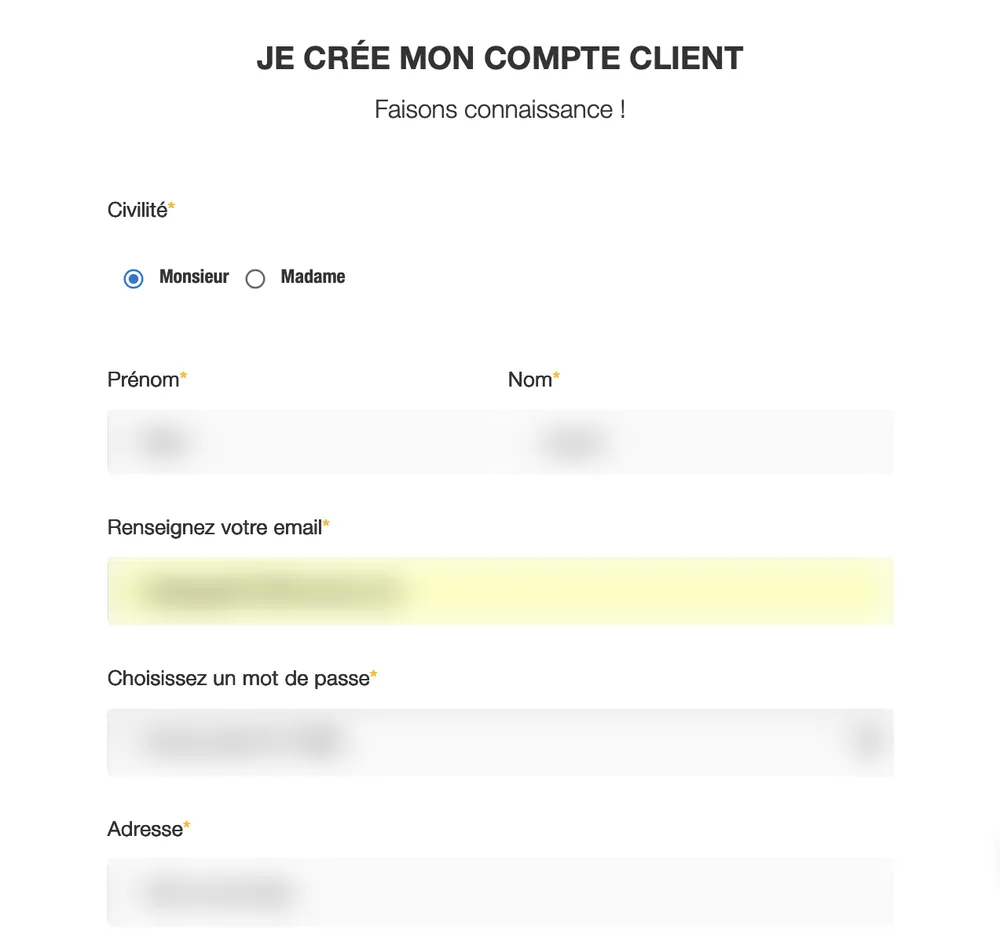 JE CRÉE MON COMPTE CLIENT
Faisons connaissance !
Civilité*
Monsieur Madame
Prénom* Nom*
Renseignez votre email*
Choisissez un mot de passe*
Adresse*